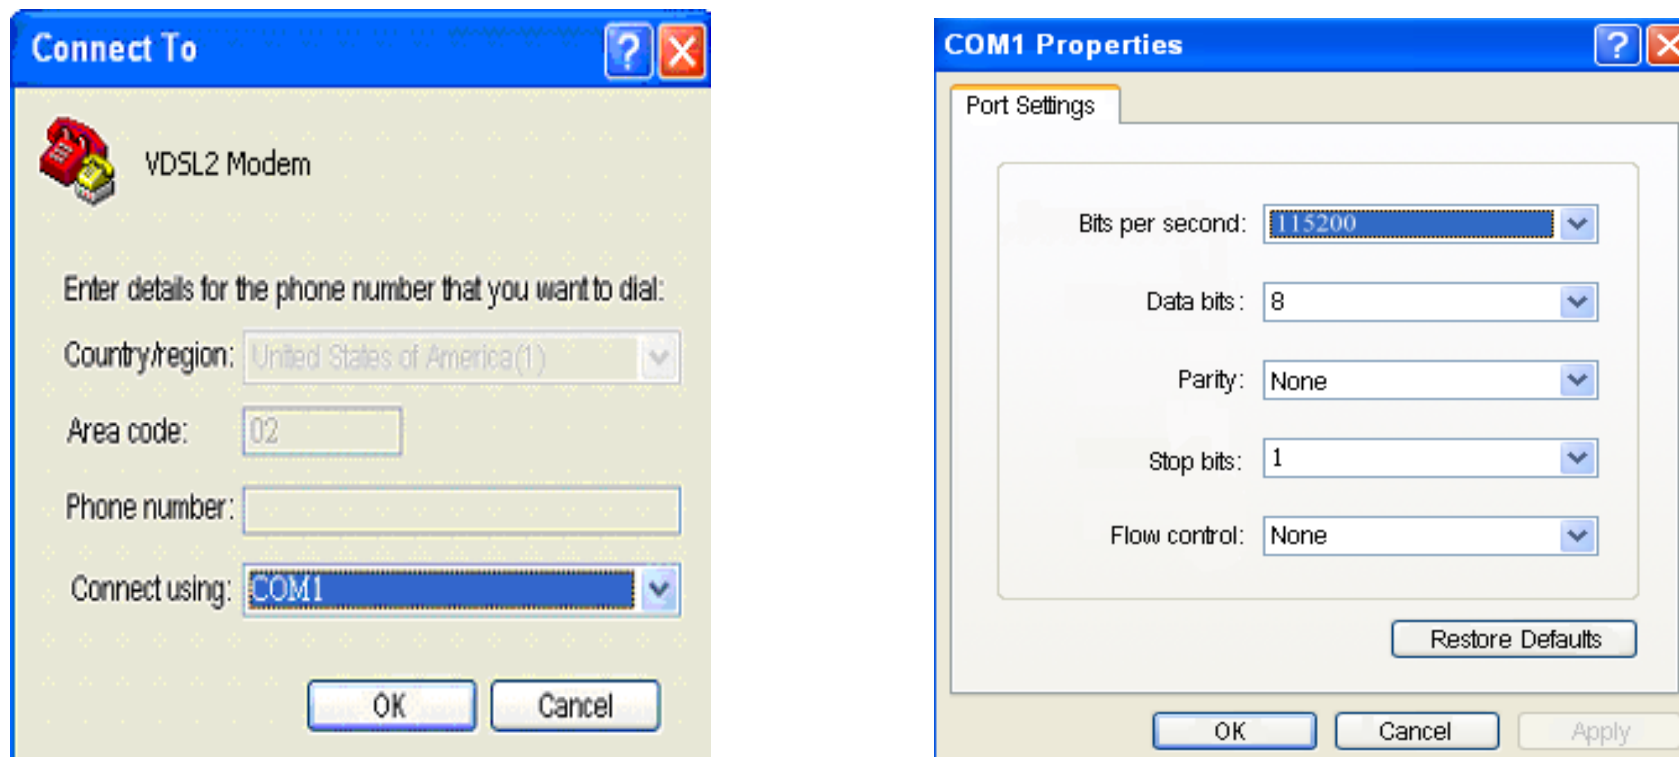 Connect To
VDSL2 Modem
Enter details for the phone number that you want to dial:
Country/region: United States of America(1)
Area code: 02
Phone number:
Connect using: COM1
OK Cancel
COM1 Properties
Port Settings
Bits per second: 115200
Data bits: 8
Parity: None
Stop bits: 1
Flow control: None
Restore Defaults
OK Cancel Apply